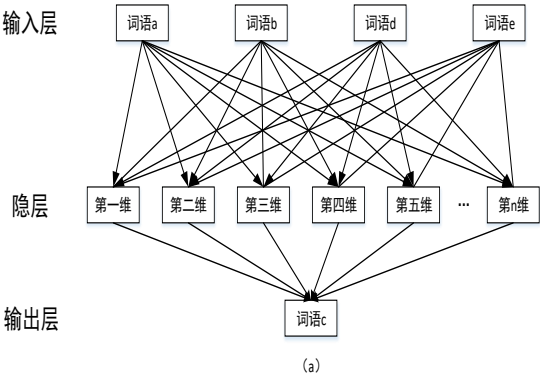 输入层 词语a 词语b 词语d 词语e
隐层 第一维 第二维 第三维 第四维 第五维 ... 第n维
输出层 词语c
（a）